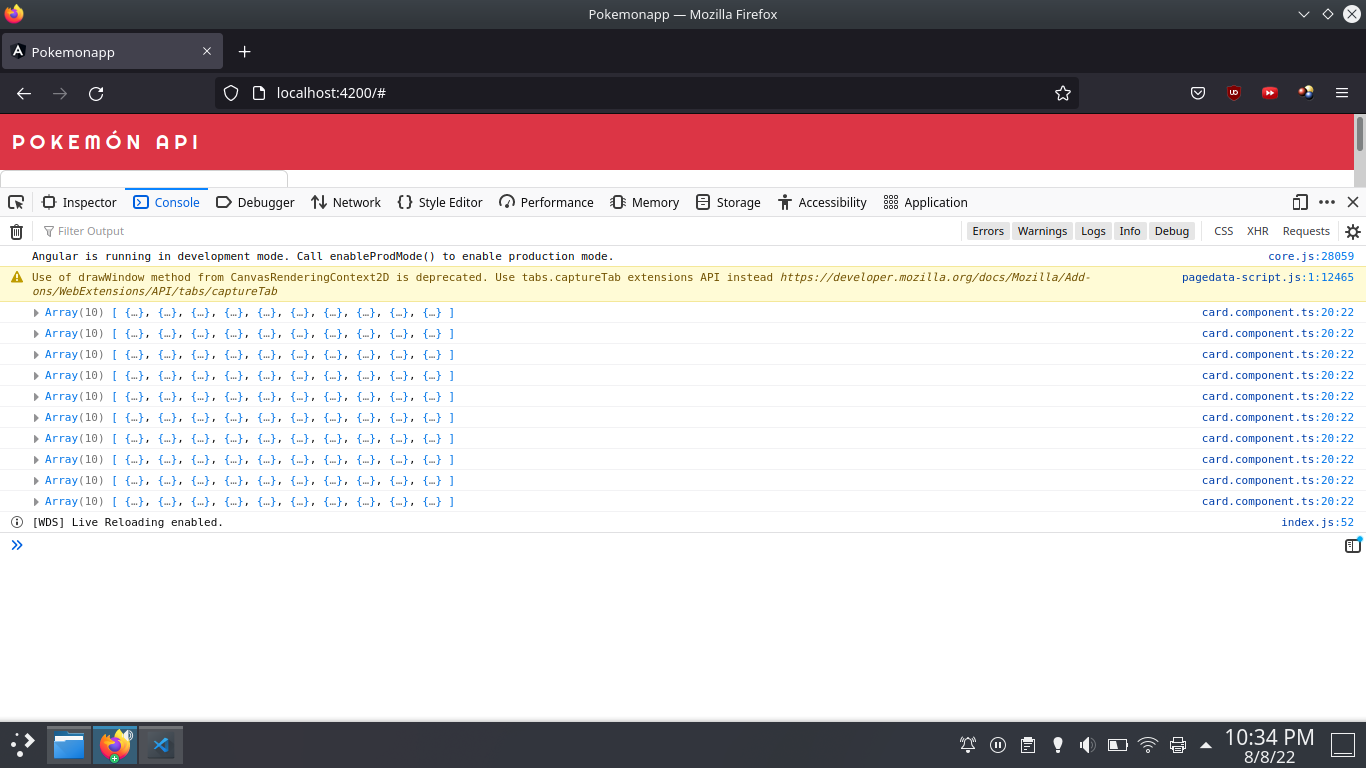 Pokemonapp — Mozilla Firefox
Pokemonapp
localhost:4200/#
POKEMÓN API
Inspector Console Debugger Network Style Editor Performance Memory Storage Accessibility Application
Filter Output Errors Warnings Logs Info Debug CSS XHR Requests
Angular is running in development mode. Call enableProdMode() to enable production mode. core.js:28059
Use of drawWindow method from CanvasRenderingContext2D is deprecated. Use tabs.captureTab extensions API instead https://developer.mozilla.org/docs/Mozilla/Add- pagedata-script.js:1:12465
ons/WebExtensions/API/tabs/captureTab
Array(10) [ {…}, {…}, {…}, {…}, {…}, {…}, {…}, {…}, {…}, {…} ] card.component.ts:20:22
Array(10) [ {…}, {…}, {…}, {…}, {…}, {…}, {…}, {…}, {…}, {…} ] card.component.ts:20:22
Array(10) [ {…}, {…}, {…}, {…}, {…}, {…}, {…}, {…}, {…}, {…} ] card.component.ts:20:22
Array(10) [ {…}, {…}, {…}, {…}, {…}, {…}, {…}, {…}, {…}, {…} ] card.component.ts:20:22
Array(10) [ {…}, {…}, {…}, {…}, {…}, {…}, {…}, {…}, {…}, {…} ] card.component.ts:20:22
Array(10) [ {…}, {…}, {…}, {…}, {…}, {…}, {…}, {…}, {…}, {…} ] card.component.ts:20:22
Array(10) [ {…}, {…}, {…}, {…}, {…}, {…}, {…}, {…}, {…}, {…} ] card.component.ts:20:22
Array(10) [ {…}, {…}, {…}, {…}, {…}, {…}, {…}, {…}, {…}, {…} ] card.component.ts:20:22
Array(10) [ {…}, {…}, {…}, {…}, {…}, {…}, {…}, {…}, {…}, {…} ] card.component.ts:20:22
Array(10) [ {…}, {…}, {…}, {…}, {…}, {…}, {…}, {…}, {…}, {…} ] card.component.ts:20:22
[WDS] Live Reloading enabled. index.js:52
10:34 PM
8/8/22